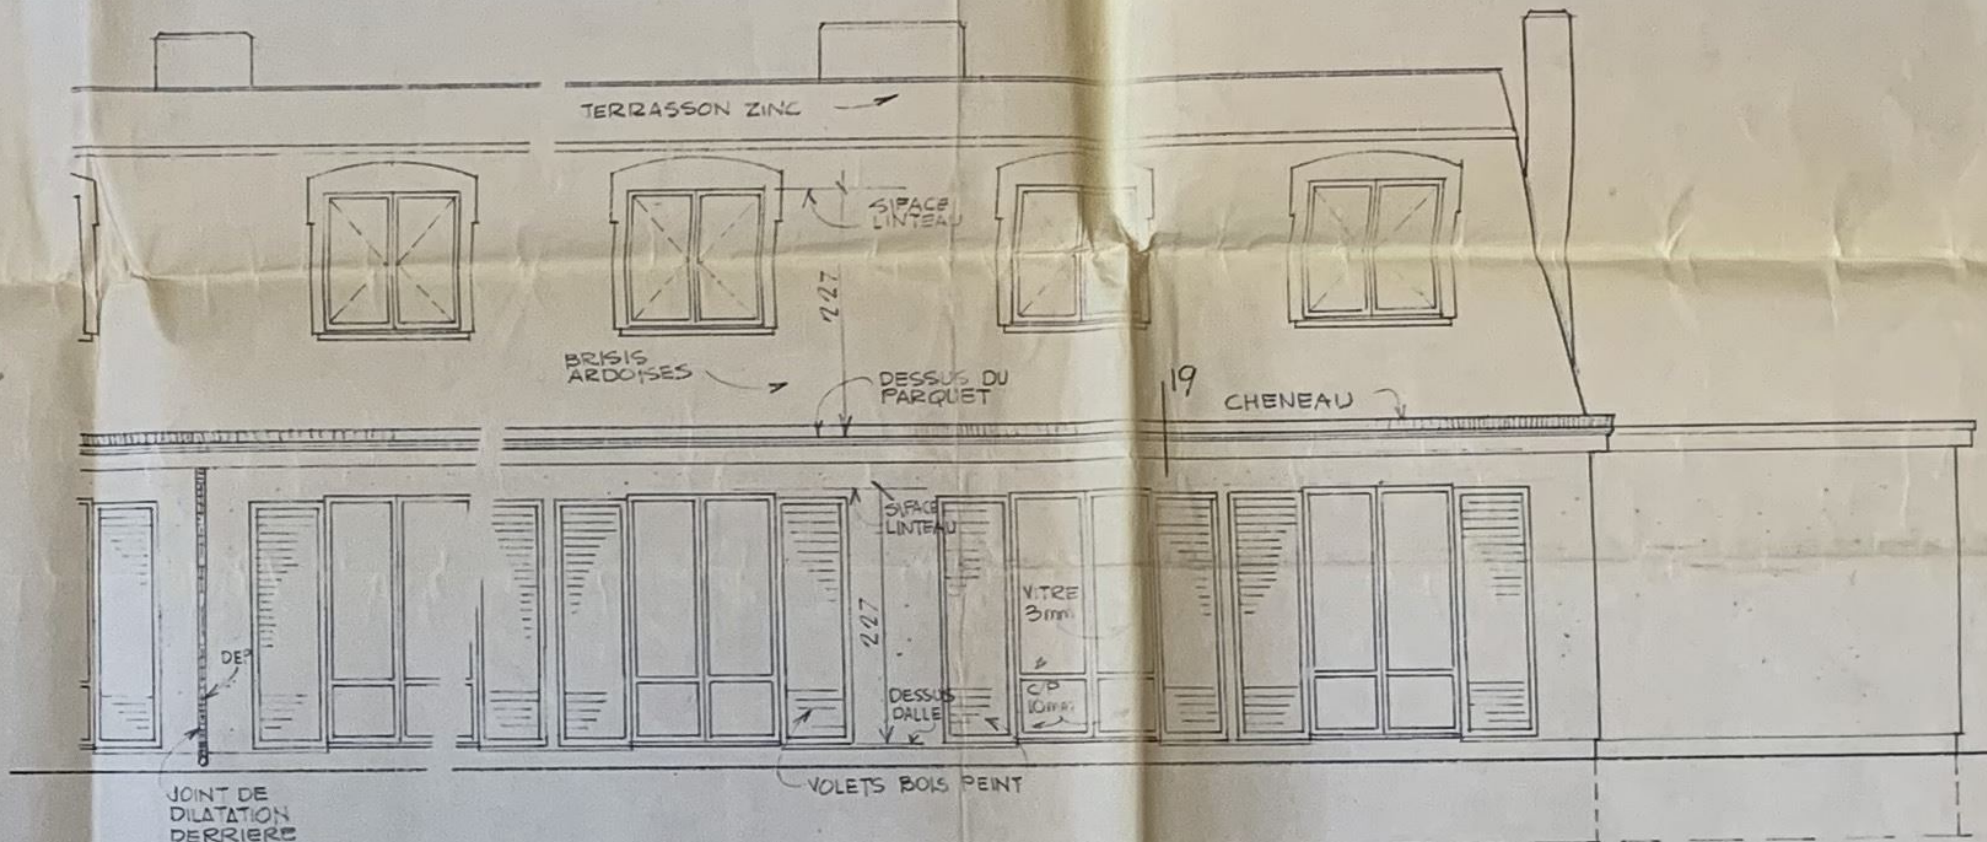 TERRASSON ZINC
S/FACE
LINTEAU
227
BRISIS
ARDOISES
DESSUS DU
PARQUET
19
CHENEAU
S/FACE
LINTEAU
VITRE
3mm
227
DEP
DESSUS
DALLE
C/P
10mm
VOLETS BOIS PEINT
JOINT DE
DILATATION
DERRIERE